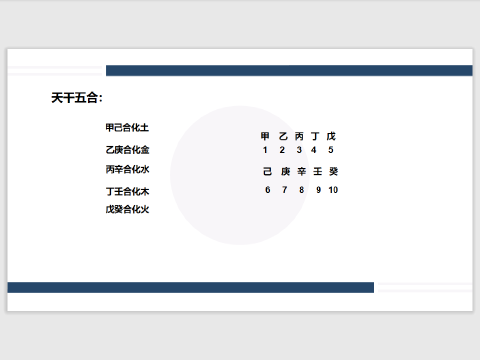 天干五合：
甲己合化土
乙庚合化金
丙辛合化水
丁壬合化木
戊癸合化火
甲 乙 丙 丁 戊
1 2 3 4 5
己 庚 辛 壬 癸
6 7 8 9 10